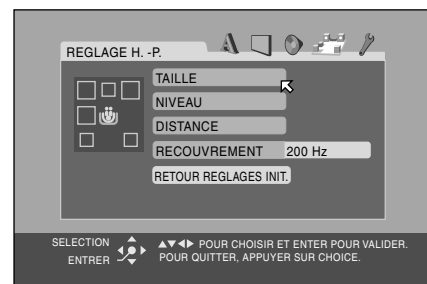 REGLAGE H. -P.
TAILLE
NIVEAU
DISTANCE
RECOUVREMENT 200 Hz
RETOUR REGLAGES INIT.
SELECTION
ENTRER
▲▼◀▶ POUR CHOISIR ET ENTER POUR VALIDER.
POUR QUITTER, APPUYER SUR CHOICE.